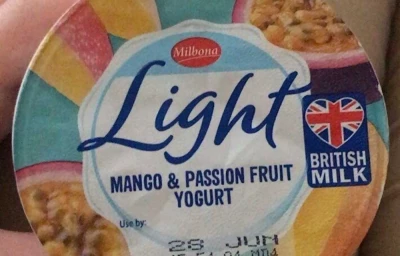 Milbona
Light
MANGO & PASSION FRUIT
YOGURT
BRITISH
MILK
Use by:
28 JUN